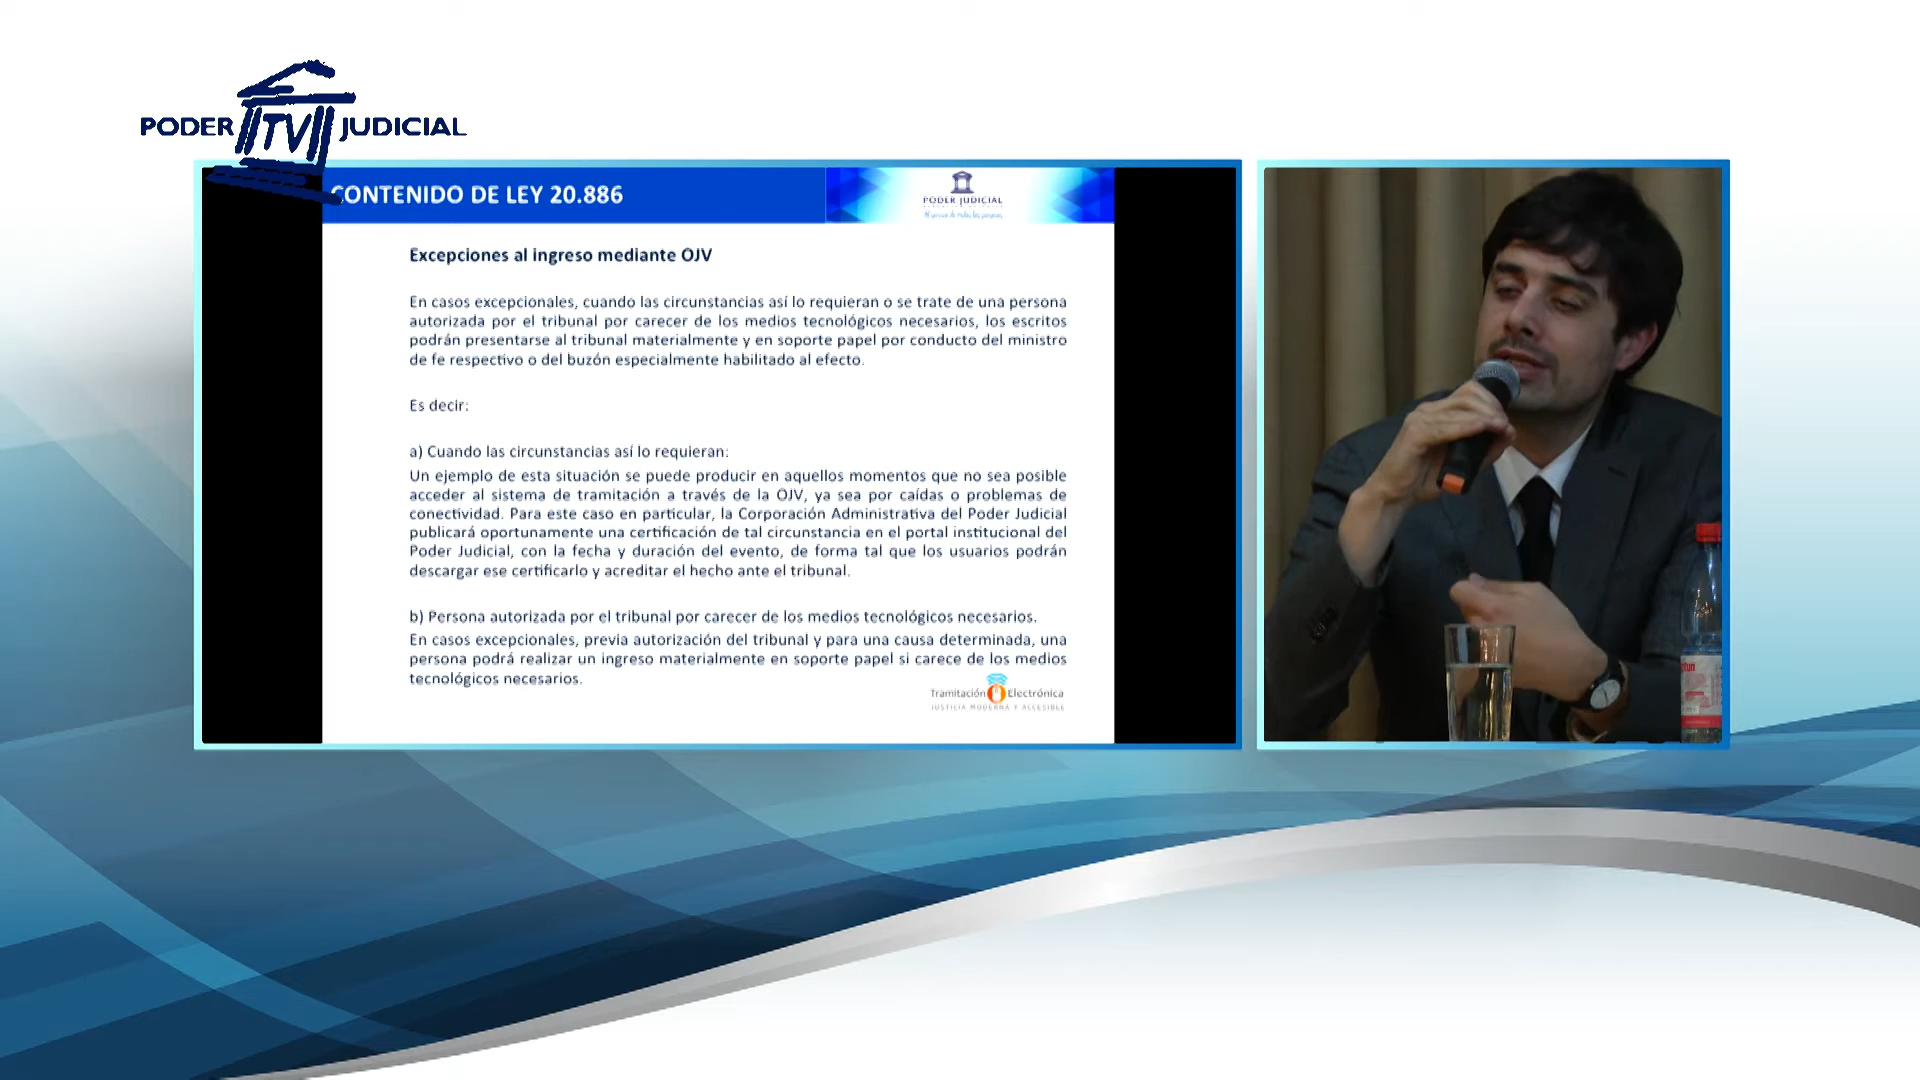 PODER TV JUDICIAL
CONTENIDO DE LEY 20.886
PODER JUDICIAL
Excepciones al ingreso mediante OJV
En casos excepcionales, cuando las circunstancias así lo requieran o se trate de una persona
autorizada por el tribunal por carecer de los medios tecnológicos necesarios, los escritos
podrán presentarse al tribunal materialmente y en soporte papel por conducto del ministro
de fe respectivo o del buzón especialmente habilitado al efecto.
Es decir:
a) Cuando las circunstancias así lo requieran:
Un ejemplo de esta situación se puede producir en aquellos momentos que no sea posible
acceder al sistema de tramitación a través de la OJV, ya sea por caídas o problemas de
conectividad. Para este caso en particular, la Corporación Administrativa del Poder Judicial
publicará oportunamente una certificación de tal circunstancia en el portal institucional del
Poder Judicial, con la fecha y duración del evento, de forma tal que los usuarios podrán
descargar ese certificarlo y acreditar el hecho ante el tribunal.
b) Persona autorizada por el tribunal por carecer de los medios tecnológicos necesarios.
En casos excepcionales, previa autorización del tribunal y para una causa determinada, una
persona podrá realizar un ingreso materialmente en soporte papel si carece de los medios
tecnológicos necesarios.
Tramitación Electrónica
JUSTICIA MODERNA Y ACCESIBLE